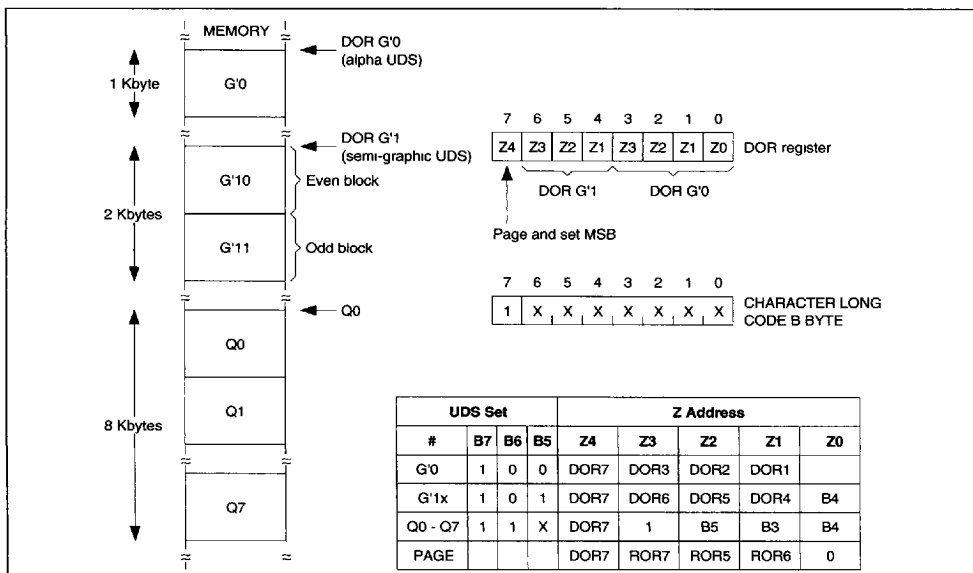 MEMORY
DOR G'0
(alpha UDS)
1 Kbyte
G'0
DOR G'1
(semi-graphic UDS)
G'10
Even block
2 Kbytes
G'11
Odd block
Q0
Q0
Q1
8 Kbytes
Q7
7 6 5 4 3 2 1 0
Z4 Z3 Z2 Z1 Z3 Z2 Z1 Z0 DOR register
DOR G'1 DOR G'0
Page and set MSB
7 6 5 4 3 2 1 0
1 X X X X X X X CHARACTER LONG
CODE B BYTE
UDS Set Z Address
# B7 B6 B5 Z4 Z3 Z2 Z1 Z0
G'0 1 0 0 DOR7 DOR3 DOR2 DOR1
G'1x 1 0 1 DOR7 DOR6 DOR5 DOR4 B4
Q0 - Q7 1 1 X DOR7 1 B5 B3 B4
PAGE DOR7 ROR7 ROR5 ROR6 0